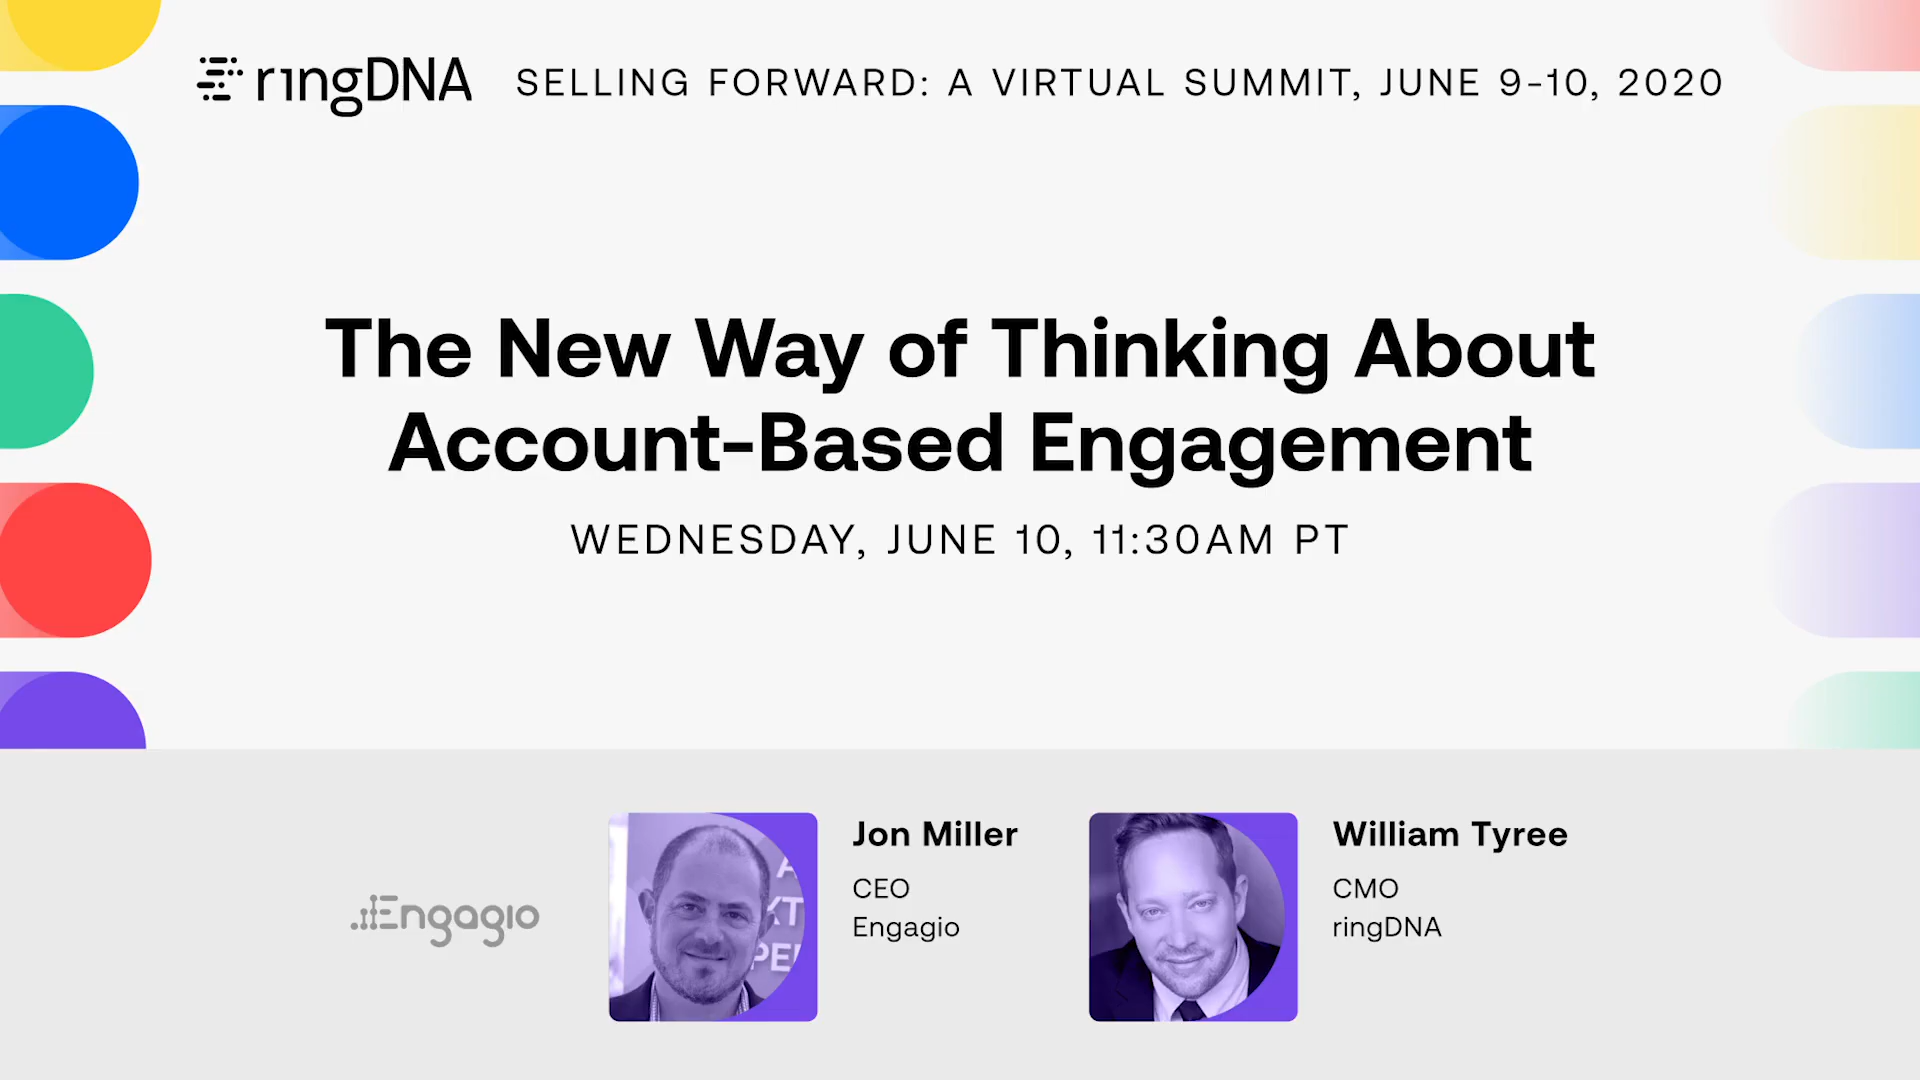 ringDNA SELLING FORWARD: A VIRTUAL SUMMIT, JUNE 9-10, 2020
The New Way of Thinking About
Account-Based Engagement
WEDNESDAY, JUNE 10, 11:30AM PT
Engagio
Jon Miller
CEO
Engagio
William Tyree
CMO
ringDNA